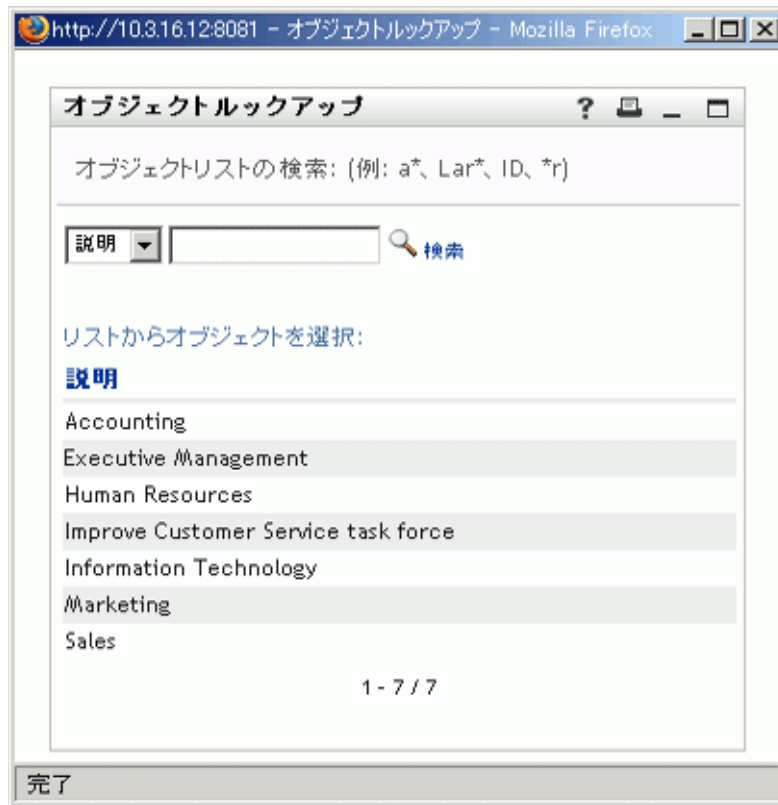 http://10.3.16.12:8081 - オブジェクトルックアップ - Mozilla Firefox
オブジェクトルックアップ ?
オブジェクトリストの検索: (例: a*、Lar*、ID、*r)
説明 検索
リストからオブジェクトを選択:
説明
Accounting
Executive Management
Human Resources
Improve Customer Service task force
Information Technology
Marketing
Sales
1 - 7 / 7
完了